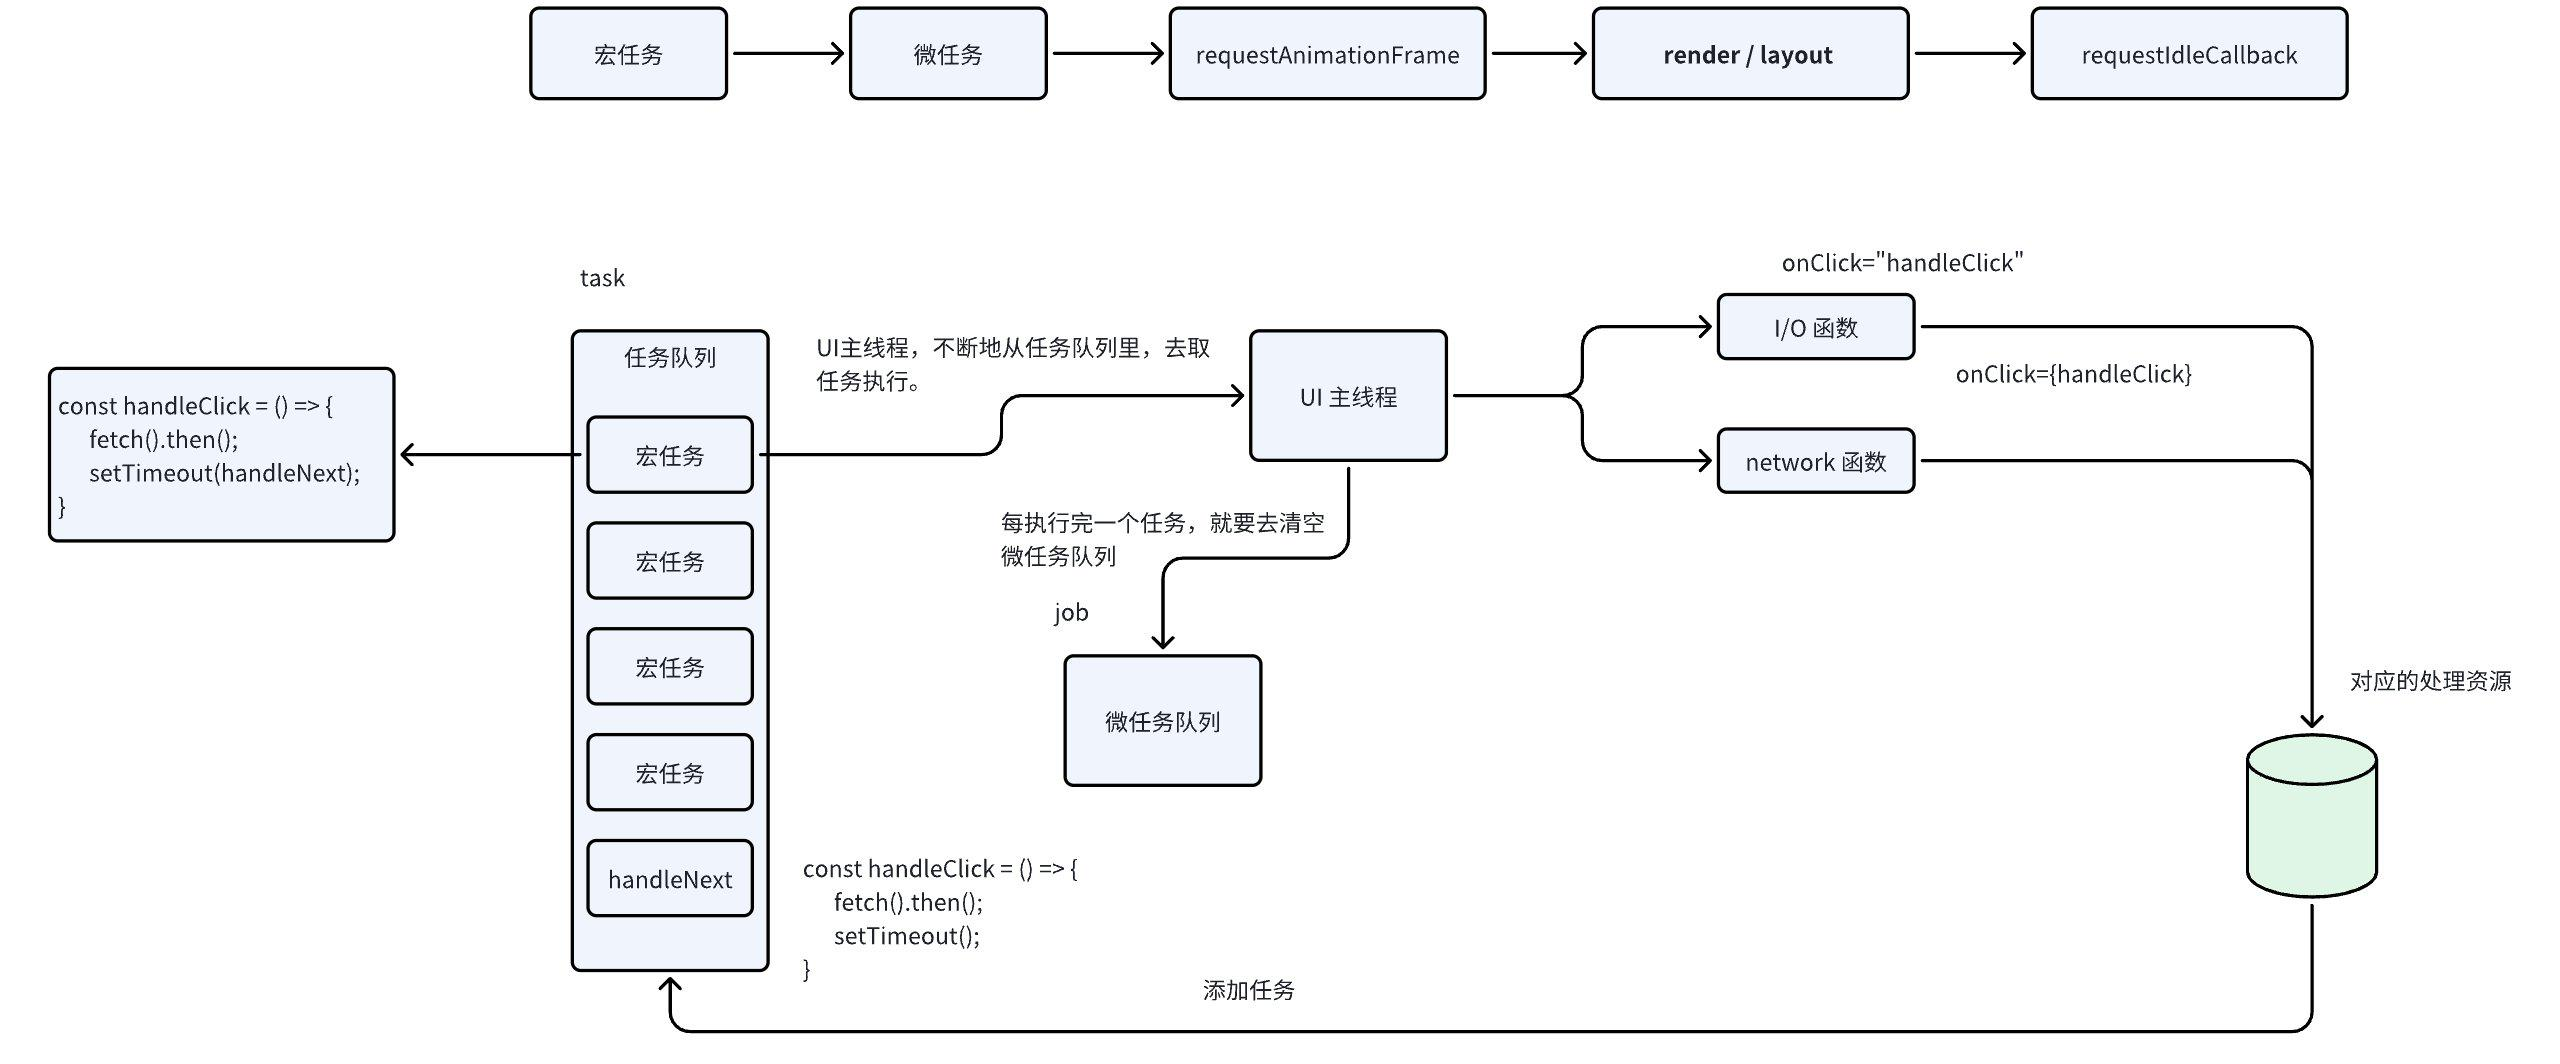 宏任务
微任务
requestAnimationFrame
render / layout
requestIdleCallback
task
任务队列
宏任务
宏任务
宏任务
宏任务
handleNext
const handleClick = () => {
fetch().then();
setTimeout(handleNext);
}
UI主线程，不断地从任务队列里，去取
任务执行。
UI 主线程
onClick="handleClick"
I/O 函数
onClick={handleClick}
network 函数
每执行完一个任务，就要去清空
微任务队列
job
微任务队列
对应的处理资源
const handleClick = () => {
fetch().then();
setTimeout();
}
添加任务